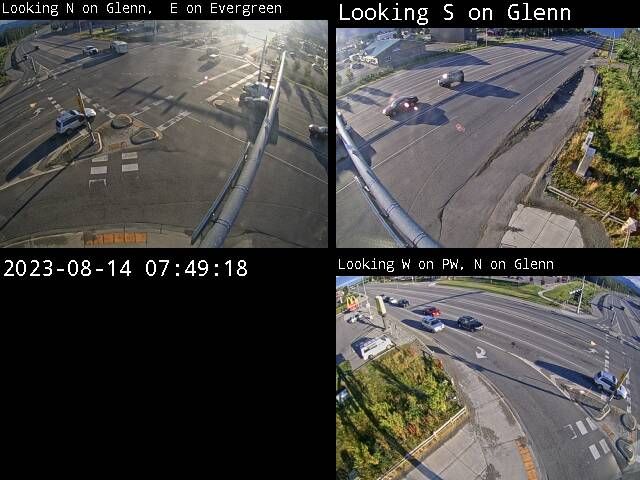 Looking N on Glenn,  E on Evergreen
Looking S on Glenn
2023-08-14 07:49:18
Looking W on PW, N on Glenn